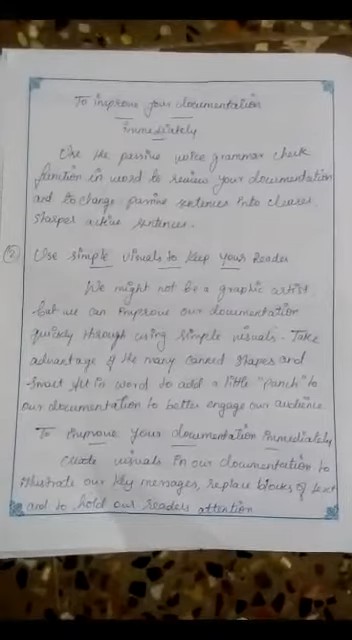 To improve your documentation
immediately
Use the passive voice grammar check
function in word to review your documentation
and to change passive sentences into clearer,
sharper active sentences.
② Use simple visuals to keep your Reader
We might not be a graphic artist,
but we can improve our documentation
quickly through using simple visuals. Take
advantage of the many canned shapes and
smart art in word to add a little "punch" to
our documentation to better engage our audience
To improve your documentation immediately
Create visuals in our documentation to
illustrate our key messages, replace blocks of text
and to hold our readers attention